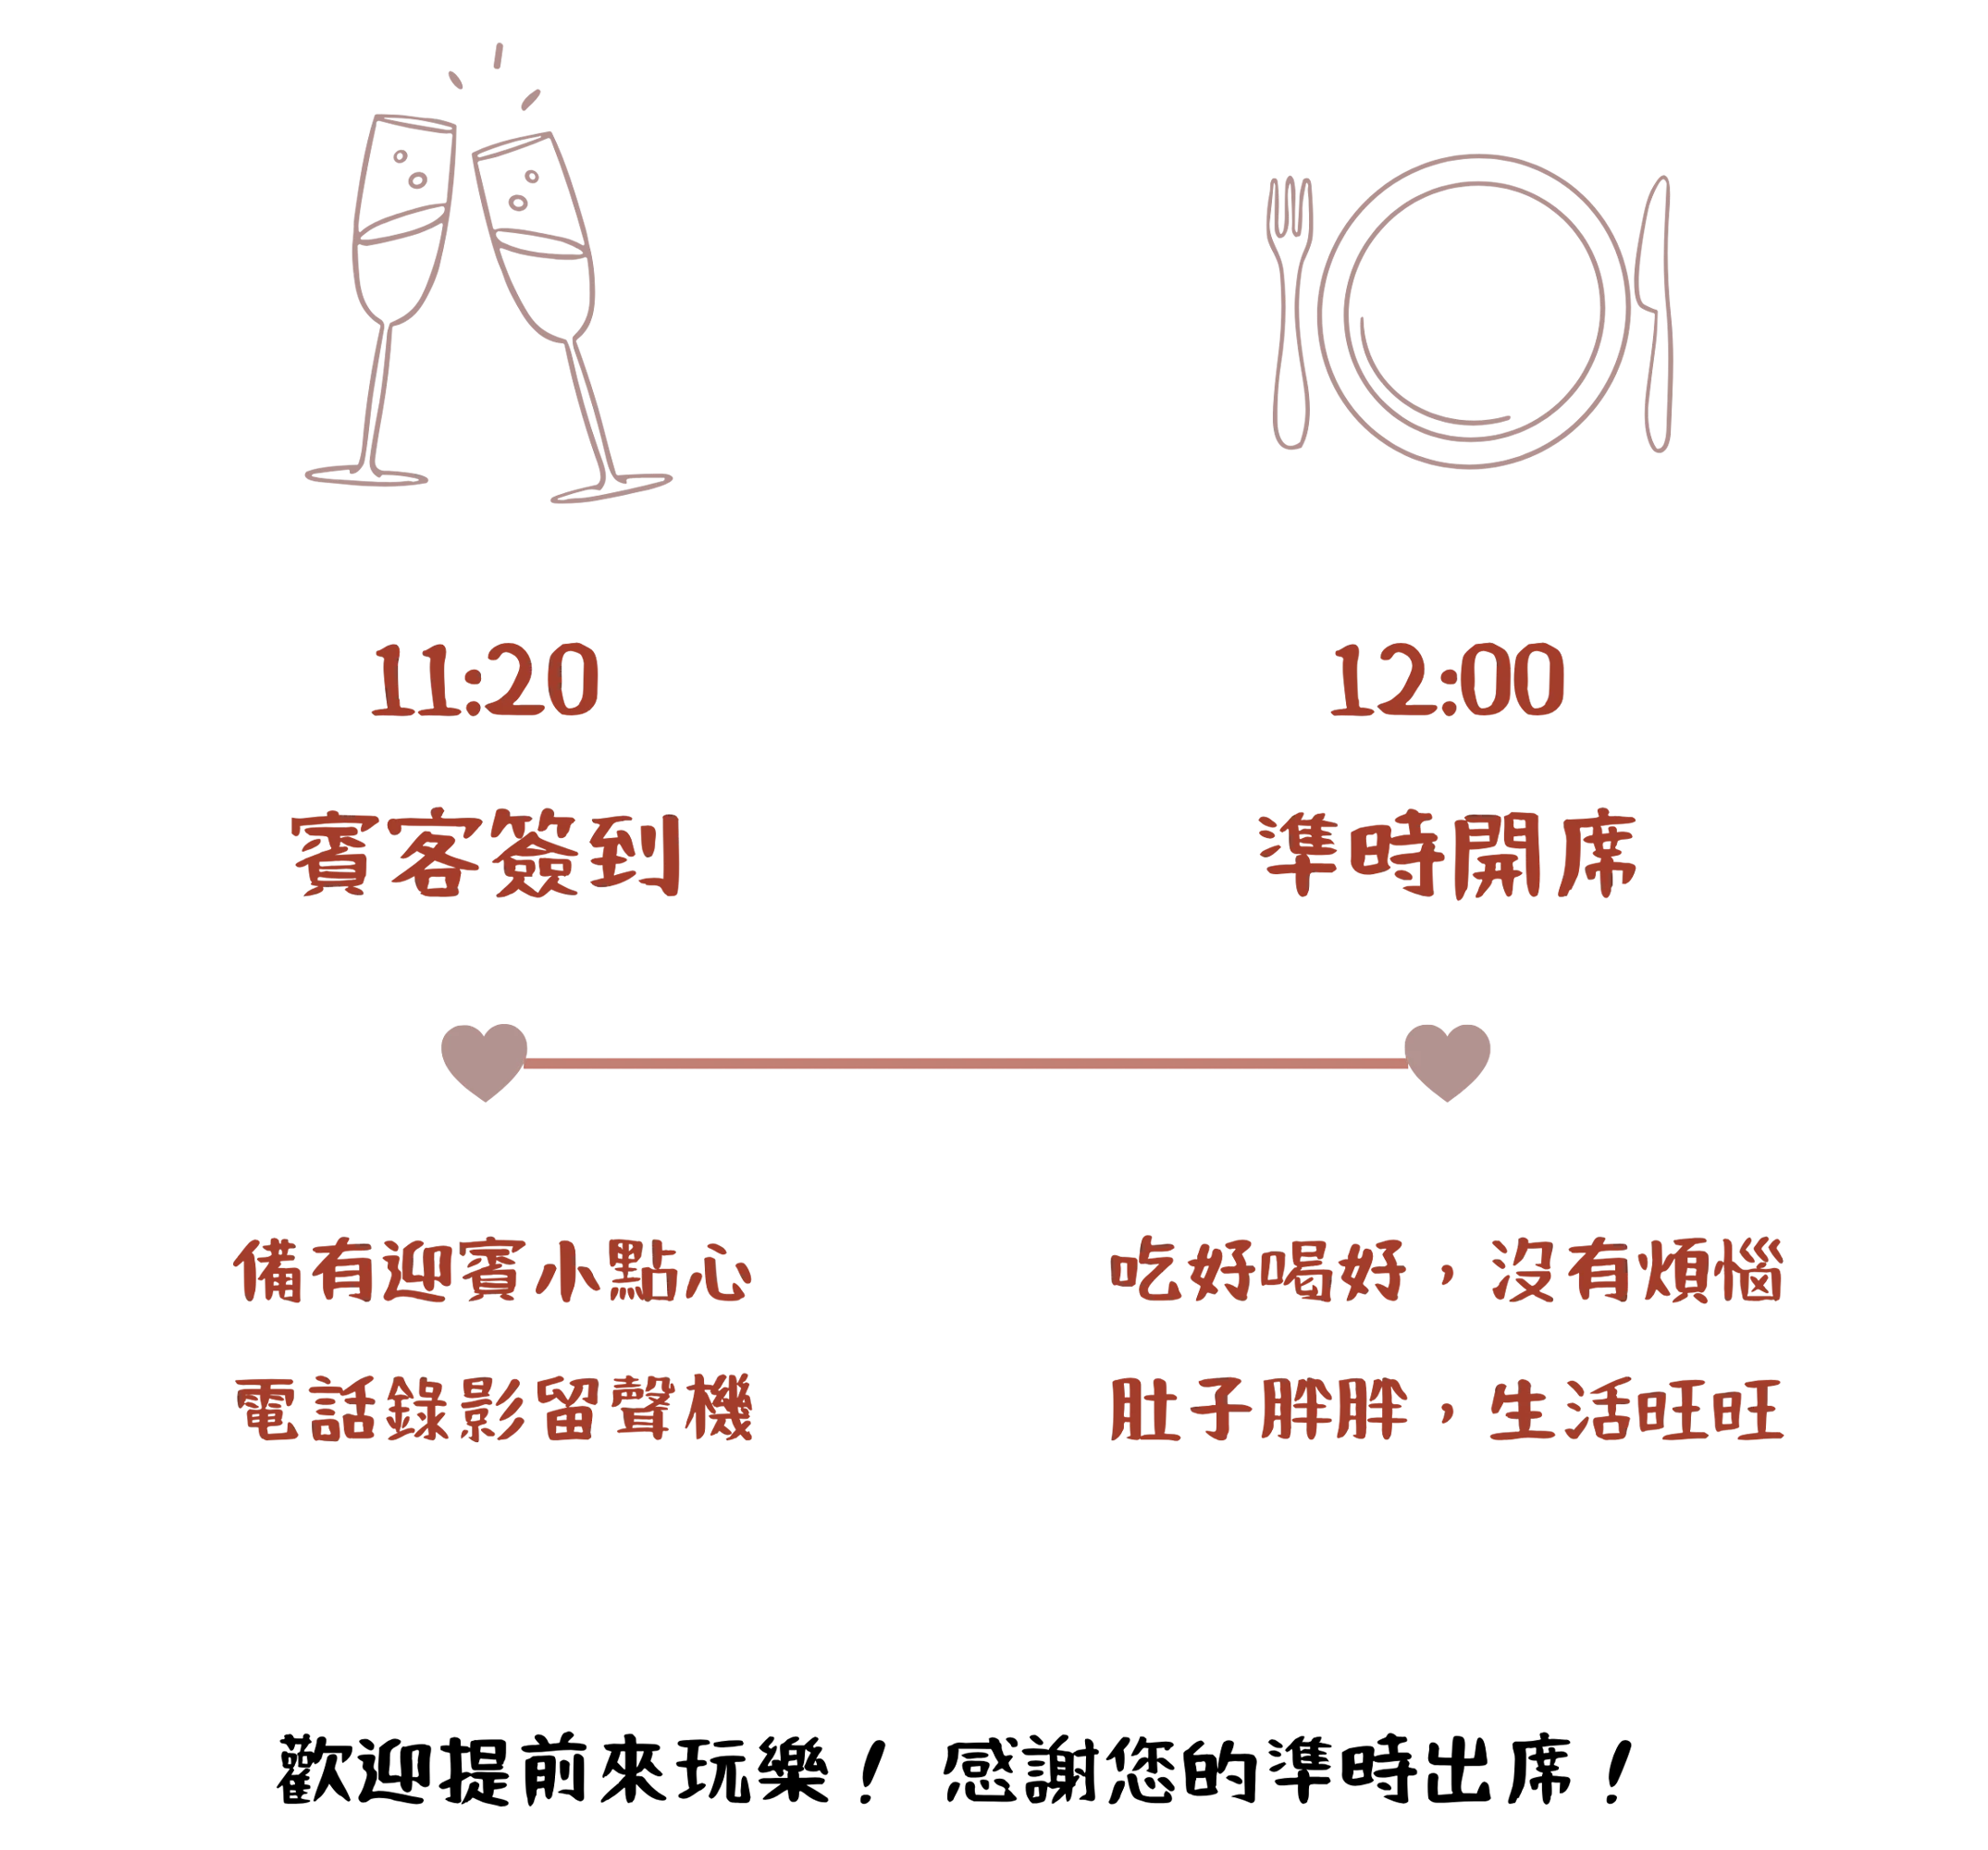 11:20
賓客簽到
備有迎賓小點心
電話錄影留聲機
12:00
準時開席
吃好喝好，沒有煩惱
肚子胖胖，生活旺旺
歡迎提前來玩樂！感謝您的準時出席！